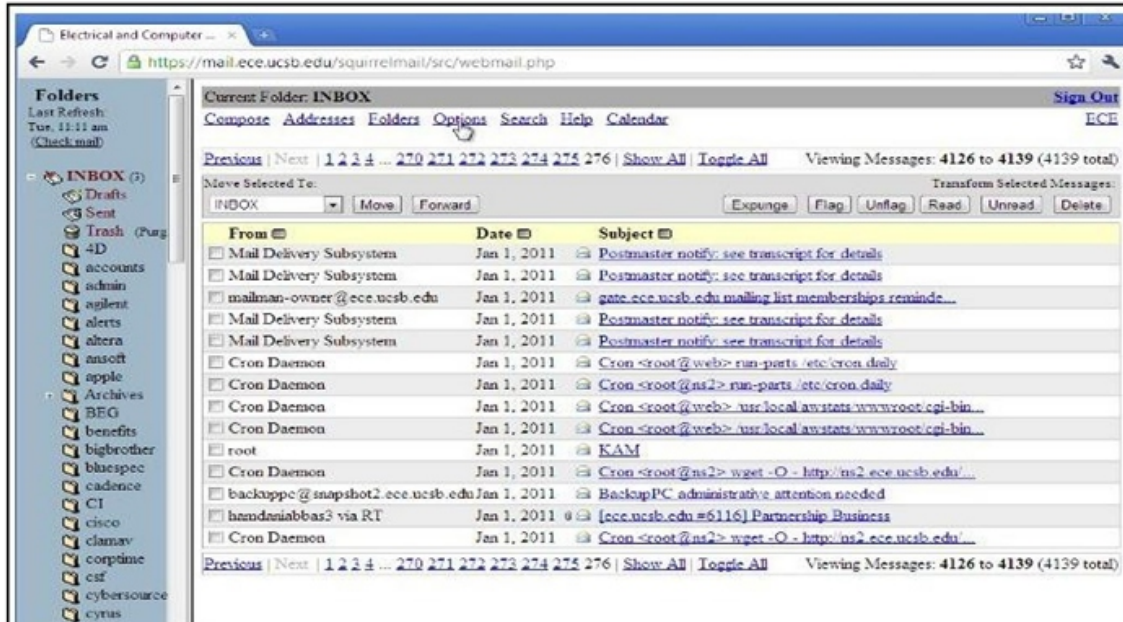 Electrical and Computer ...
https://mail.ece.ucsb.edu/squirrelmail/src/webmail.php
Folders
Last Refresh:
Tue, 11:11 am
(Check mail)
INBOX (3)
Drafts
Sent
Trash (Purg
4D
accounts
admin
agilent
alerts
altera
ansoft
apple
Archives
BEG
benefits
bigbrother
bluespec
cadence
CI
cisco
clamav
corptime
csf
cybersource
cyrus
Current Folder: INBOX Sign Out
Compose Addresses Folders Options Search Help Calendar ECE
Previous | Next | 1 2 3 4 ... 270 271 272 273 274 275 276 | Show All | Toggle All Viewing Messages: 4126 to 4139 (4139 total)
Move Selected To: Transform Selected Messages:
INBOX Move Forward Expunge Flag Unflag Read Unread Delete
From Date Subject
Mail Delivery Subsystem Jan 1, 2011 Postmaster notify: see transcript for details
Mail Delivery Subsystem Jan 1, 2011 Postmaster notify: see transcript for details
mailman-owner@ece.ucsb.edu Jan 1, 2011 gate.ece.ucsb.edu mailing list memberships reminde...
Mail Delivery Subsystem Jan 1, 2011 Postmaster notify: see transcript for details
Mail Delivery Subsystem Jan 1, 2011 Postmaster notify: see transcript for details
Cron Daemon Jan 1, 2011 Cron <root@web> run-parts /etc/cron.daily
Cron Daemon Jan 1, 2011 Cron <root@ns2> run-parts /etc/cron.daily
Cron Daemon Jan 1, 2011 Cron <root@web> /usr/local/awstats/wwwroot/cgi-bin...
Cron Daemon Jan 1, 2011 Cron <root@web> /usr/local/awstats/wwwroot/cgi-bin...
root Jan 1, 2011 KAM
Cron Daemon Jan 1, 2011 Cron <root@ns2> wget -O - http://ns2.ece.ucsb.edu/...
backuppc@snapshot2.ece.ucsb.edu Jan 1, 2011 BackupPC administrative attention needed
hamdaniabbas3 via RT Jan 1, 2011 [ece.ucsb.edu #6116] Partnership Business
Cron Daemon Jan 1, 2011 Cron <root@ns2> wget -O - http://ns2.ece.ucsb.edu/...
Previous | Next | 1 2 3 4 ... 270 271 272 273 274 275 276 | Show All | Toggle All Viewing Messages: 4126 to 4139 (4139 total)